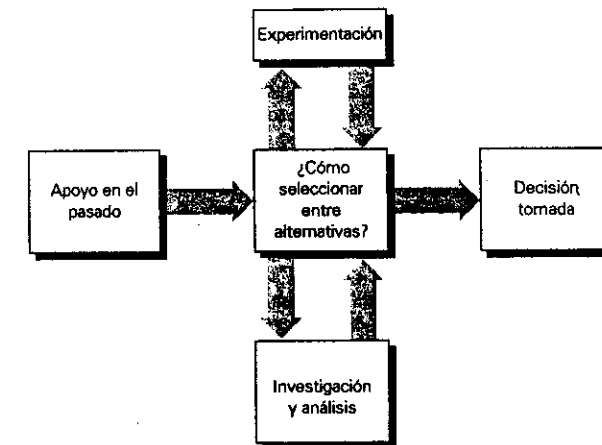 Experimentación
Apoyo en el
pasado
¿Cómo
seleccionar
entre
alternativas?
Decisión
tomada
Investigación
y análisis